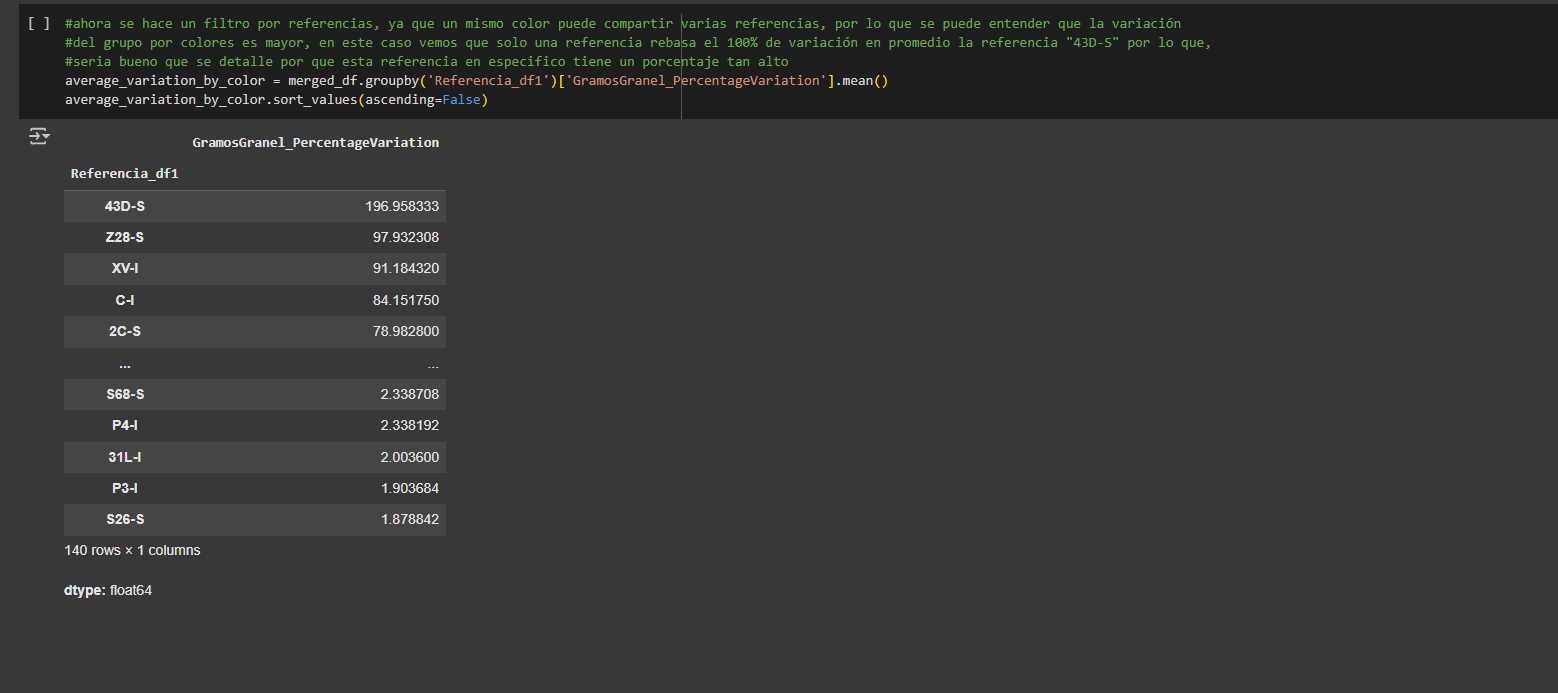 [ ] #ahora se hace un filtro por referencias, ya que un mismo color puede compartir varias referencias, por lo que se puede entender que la variación
#del grupo por colores es mayor, en este caso vemos que solo una referencia rebasa el 100% de variación en promedio la referencia "43D-S" por lo que,
#seria bueno que se detalle por que esta referencia en especifico tiene un porcentaje tan alto
average_variation_by_color = merged_df.groupby('Referencia_df1')['GramosGranel_PercentageVariation'].mean()
average_variation_by_color.sort_values(ascending=False)
GramosGranel_PercentageVariation
Referencia_df1
43D-S 196.958333
Z28-S 97.932308
XV-I 91.184320
C-I 84.151750
2C-S 78.982800
... ...
S68-S 2.338708
P4-I 2.338192
31L-I 2.003600
P3-I 1.903684
S26-S 1.878842
140 rows × 1 columns
dtype: float64